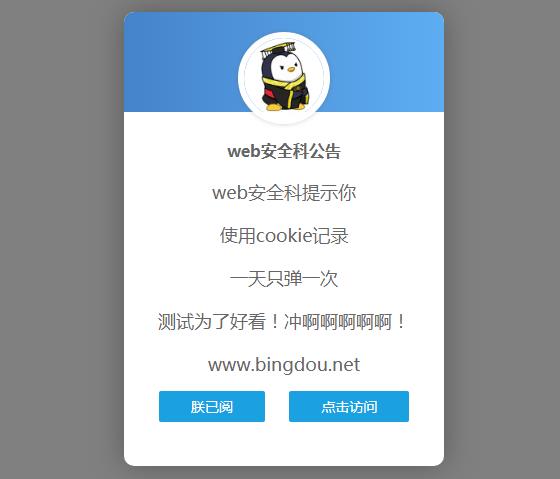 web安全科公告
web安全科提示你
使用cookie记录
一天只弹一次
测试为了好看！冲啊啊啊啊啊！
www.bingdou.net
朕已阅 点击访问